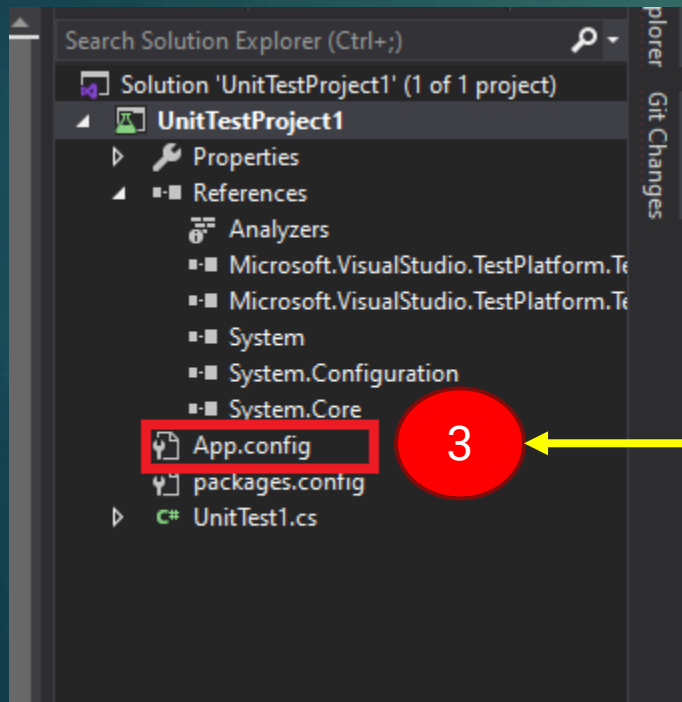 Search Solution Explorer (Ctrl+;)
Solution 'UnitTestProject1' (1 of 1 project)
UnitTestProject1
Properties
References
Analyzers
Microsoft.VisualStudio.TestPlatform.Te
Microsoft.VisualStudio.TestPlatform.Te
System
System.Configuration
System.Core
App.config
3
packages.config
C# UnitTest1.cs
plorer
Git Changes